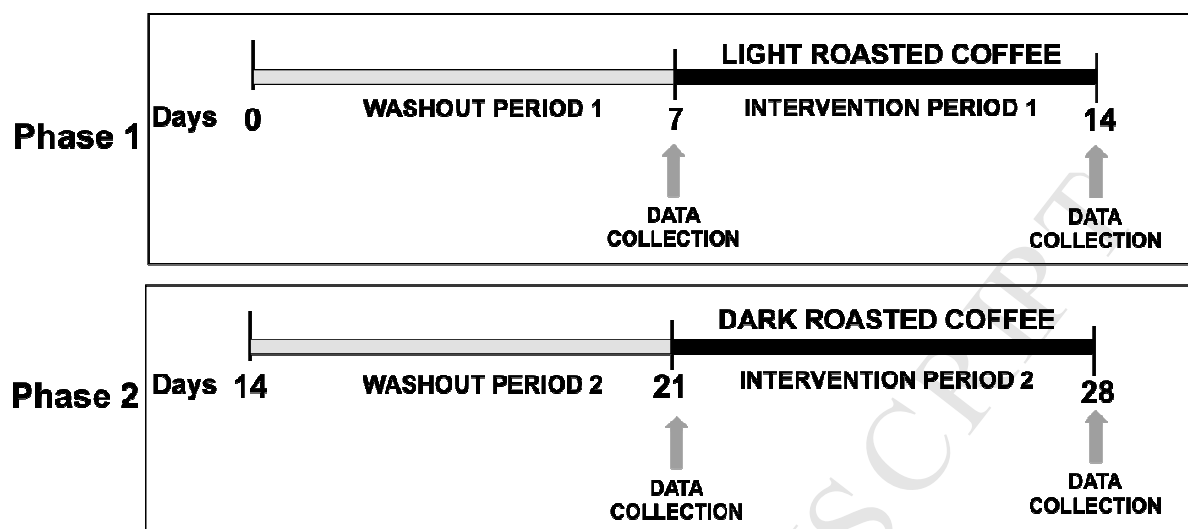 LIGHT ROASTED COFFEE
Phase 1 Days 0 WASHOUT PERIOD 1 7 INTERVENTION PERIOD 1 14
DATA COLLECTION
DATA COLLECTION
DARK ROASTED COFFEE
Phase 2 Days 14 WASHOUT PERIOD 2 21 INTERVENTION PERIOD 2 28
DATA COLLECTION
DATA COLLECTION